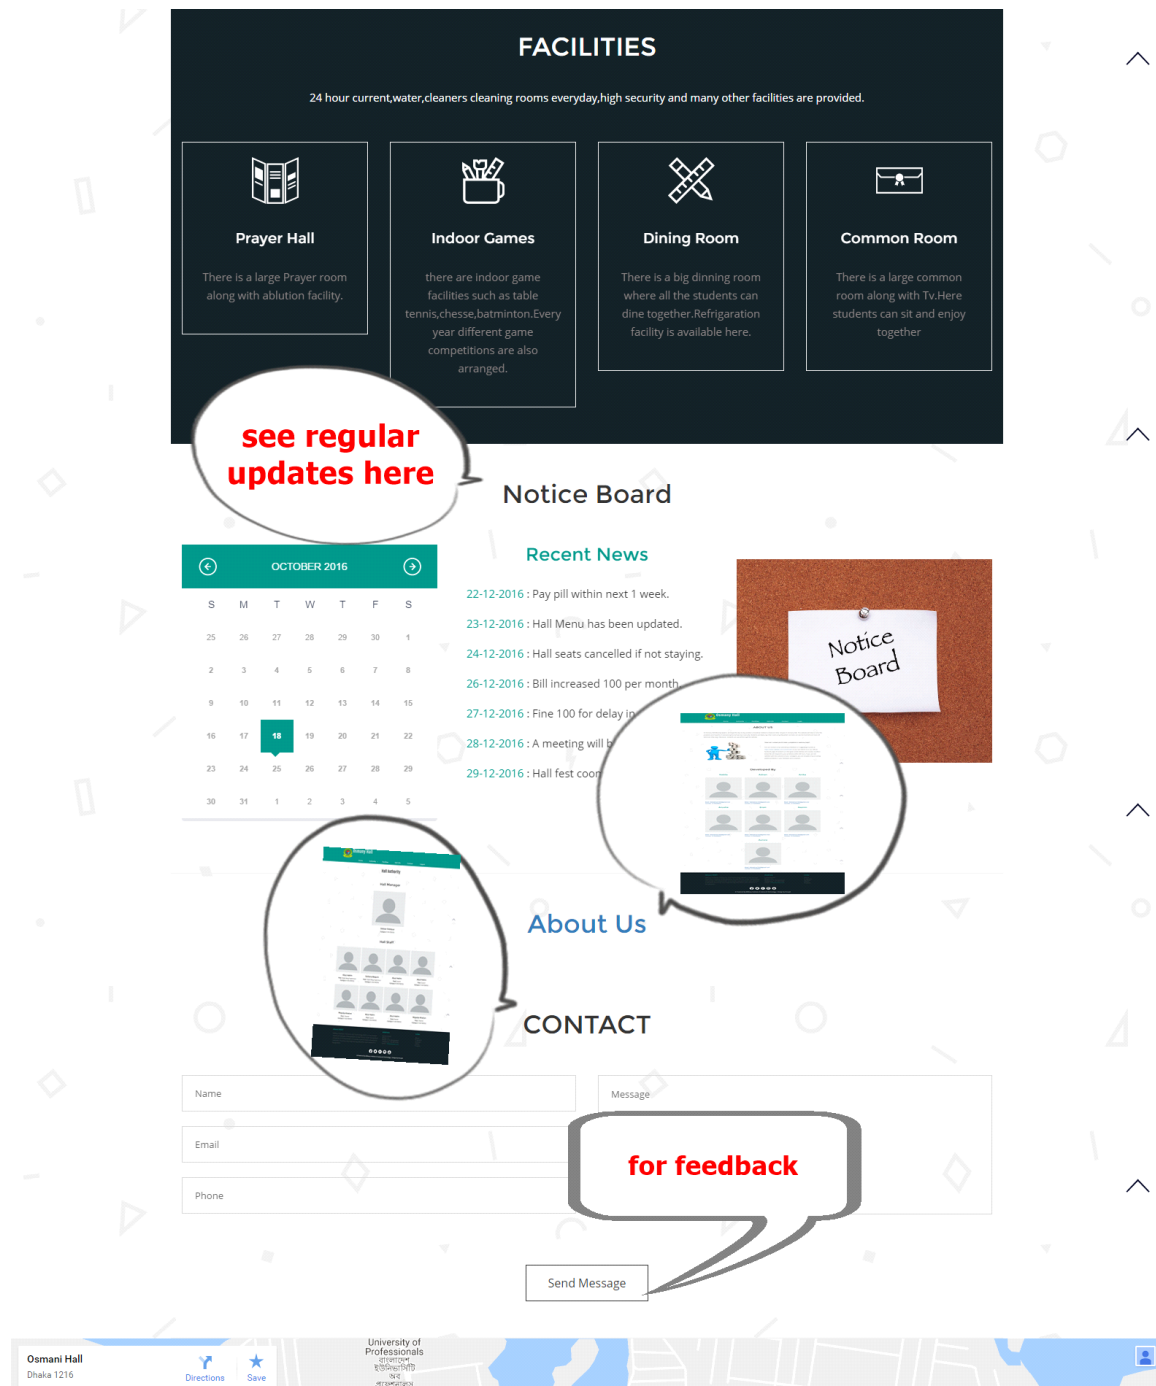 FACILITIES
24 hour current,water,cleaners cleaning rooms everyday,high security and many other facilities are provided.
Prayer Hall
There is a large Prayer room
along with ablution facility.
Indoor Games
there are indoor game
facilities such as table
tennis,chesse,batminton.Every
year different game
competitions are also
arranged.
Dining Room
There is a big dinning room
where all the students can
dine together.Refrigaration
facility is available here.
Common Room
There is a large common
room along with Tv.Here
students can sit and enjoy
together
see regular
updates here
Notice Board
OCTOBER 2016
S M T W T F S
25 26 27 28 29 30 1
2 3 4 5 6 7 8
9 10 11 12 13 14 15
16 17 18 19 20 21 22
23 24 25 26 27 28 29
30 31 1 2 3 4 5
Recent News
22-12-2016 : Pay pill within next 1 week.
23-12-2016 : Hall Menu has been updated.
24-12-2016 : Hall seats cancelled if not staying.
26-12-2016 : Bill increased 100 per month.
27-12-2016 : Fine 100 for delay in
28-12-2016 : A meeting will
29-12-2016 : Hall fest
Notice
Board
ABOUT US
Hall Authority
Hall Manager
Hall Staff
About Us
CONTACT
Name
Email
Phone
Message
for feedback
Send Message
Osmani Hall
Dhaka 1216
Directions
Save
University of
Professionals
বাংলাদেশ
ইউনিভার্সিটি
অব